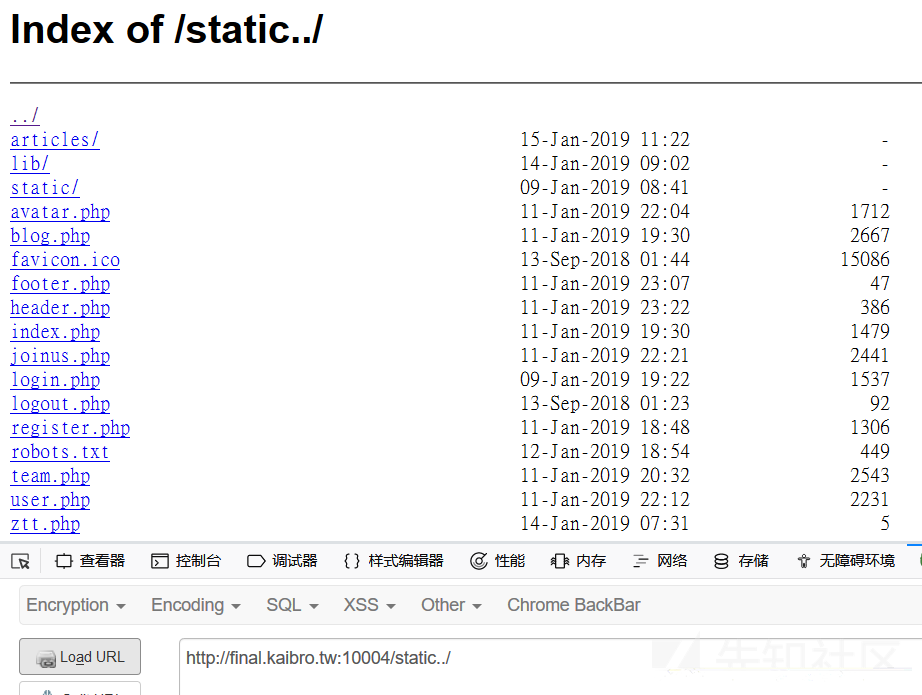 Index of /static../
../
articles/ 15-Jan-2019 11:22 -
lib/ 14-Jan-2019 09:02 -
static/ 09-Jan-2019 08:41 -
avatar.php 11-Jan-2019 22:04 1712
blog.php 11-Jan-2019 19:30 2667
favicon.ico 13-Sep-2018 01:44 15086
footer.php 11-Jan-2019 23:07 47
header.php 11-Jan-2019 23:22 386
index.php 11-Jan-2019 19:30 1479
joinus.php 11-Jan-2019 22:21 2441
login.php 09-Jan-2019 19:22 1537
logout.php 13-Sep-2018 01:23 92
register.php 11-Jan-2019 18:48 1306
robots.txt 12-Jan-2019 18:54 449
team.php 11-Jan-2019 20:32 2543
user.php 11-Jan-2019 22:12 2231
ztt.php 14-Jan-2019 07:31 5
查看器 控制台 调试器 {} 样式编辑器 性能 内存 网络 存储 无障碍环境
Encryption Encoding SQL XSS Other Chrome BackBar
Load URL http://final.kaibro.tw:10004/static../
先知社区